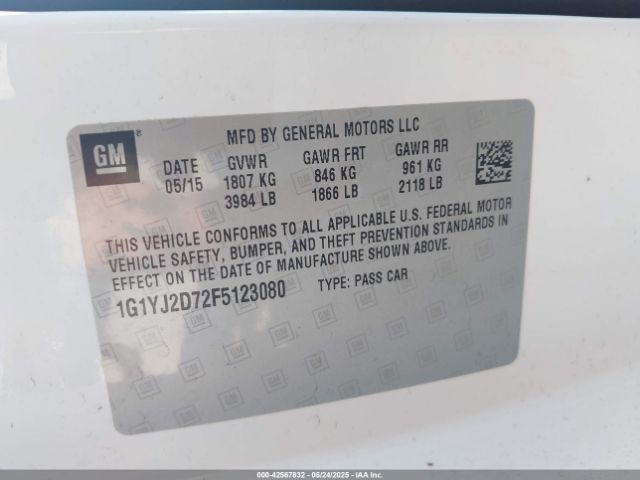 GM ®
MFD BY GENERAL MOTORS LLC
DATE GVWR GAWR FRT GAWR RR
05/15 1807 KG 846 KG 961 KG
3984 LB 1866 LB 2118 LB
THIS VEHICLE CONFORMS TO ALL APPLICABLE U.S. FEDERAL MOTOR
VEHICLE SAFETY, BUMPER, AND THEFT PREVENTION STANDARDS IN
EFFECT ON THE DATE OF MANUFACTURE SHOWN ABOVE.
1G1YJ2D72F5123080 TYPE: PASS CAR
000-42567832 - 06/24/2025 - IAAI.COM